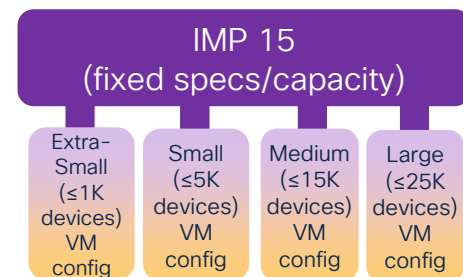 IMP 15
(fixed specs/capacity)
Extra-
Small
(≤1K
devices)
VM
config
Small
(≤5K
devices)
VM
config
Medium
(≤15K
devices)
VM
config
Large
(≤25K
devices)
VM
config